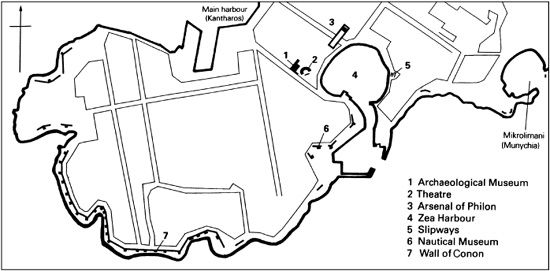 Main harbour
(Kantharos)
3
1
2
4
5
6
7
Mikrolimani
(Munychia)
1 Archaeological Museum
2 Theatre
3 Arsenal of Philon
4 Zea Harbour
5 Slipways
6 Nautical Museum
7 Wall of Conon